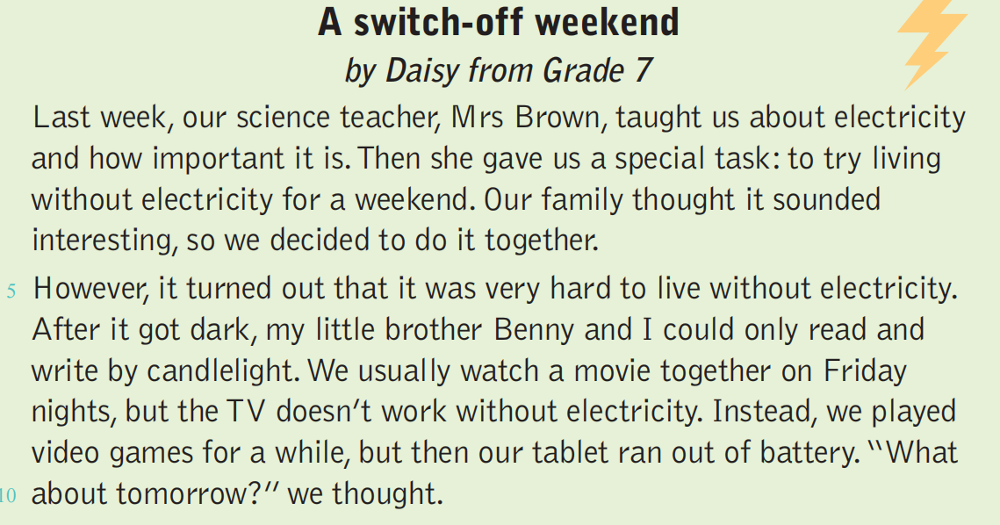 A switch-off weekend
by Daisy from Grade 7
Last week, our science teacher, Mrs Brown, taught us about electricity
and how important it is. Then she gave us a special task: to try living
without electricity for a weekend. Our family thought it sounded
interesting, so we decided to do it together.
5 However, it turned out that it was very hard to live without electricity.
After it got dark, my little brother Benny and I could only read and
write by candlelight. We usually watch a movie together on Friday
nights, but the TV doesn't work without electricity. Instead, we played
video games for a while, but then our tablet ran out of battery. "What
10 about tomorrow?" we thought.